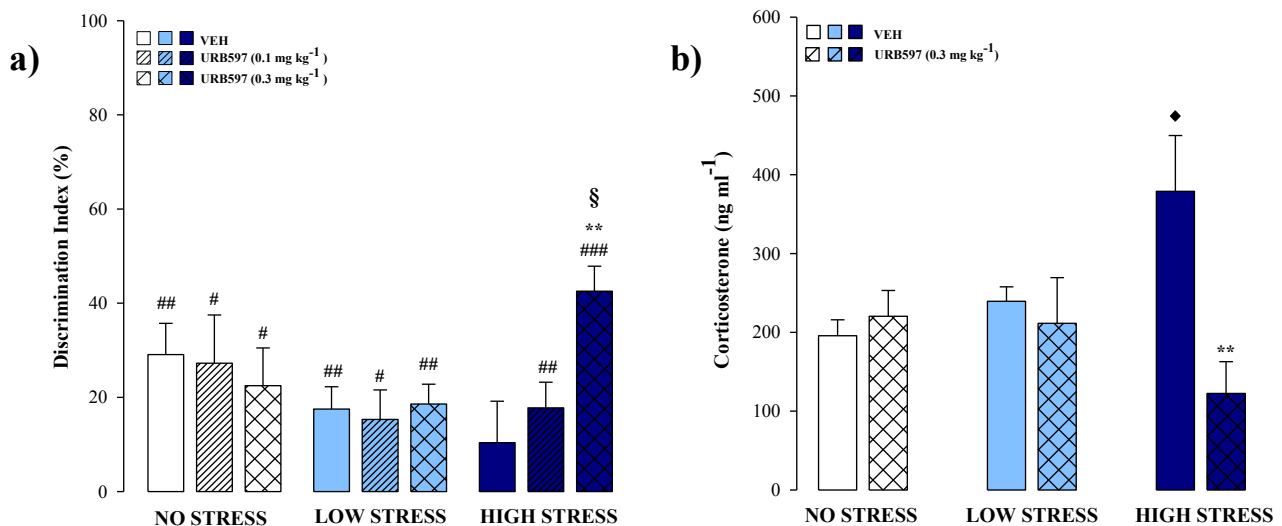 a)
100
80
60
40
20
0
Discrimination Index (%)
VEH
URB597 (0.1 mg kg-1 )
URB597 (0.3 mg kg-1 )
##
#
#
##
#
##
##
§
**
###
NO STRESS
LOW STRESS
HIGH STRESS
b)
600
500
400
300
200
100
0
Corticosterone (ng ml-1)
VEH
URB597 (0.3 mg kg-1)
◆
**
NO STRESS
LOW STRESS
HIGH STRESS